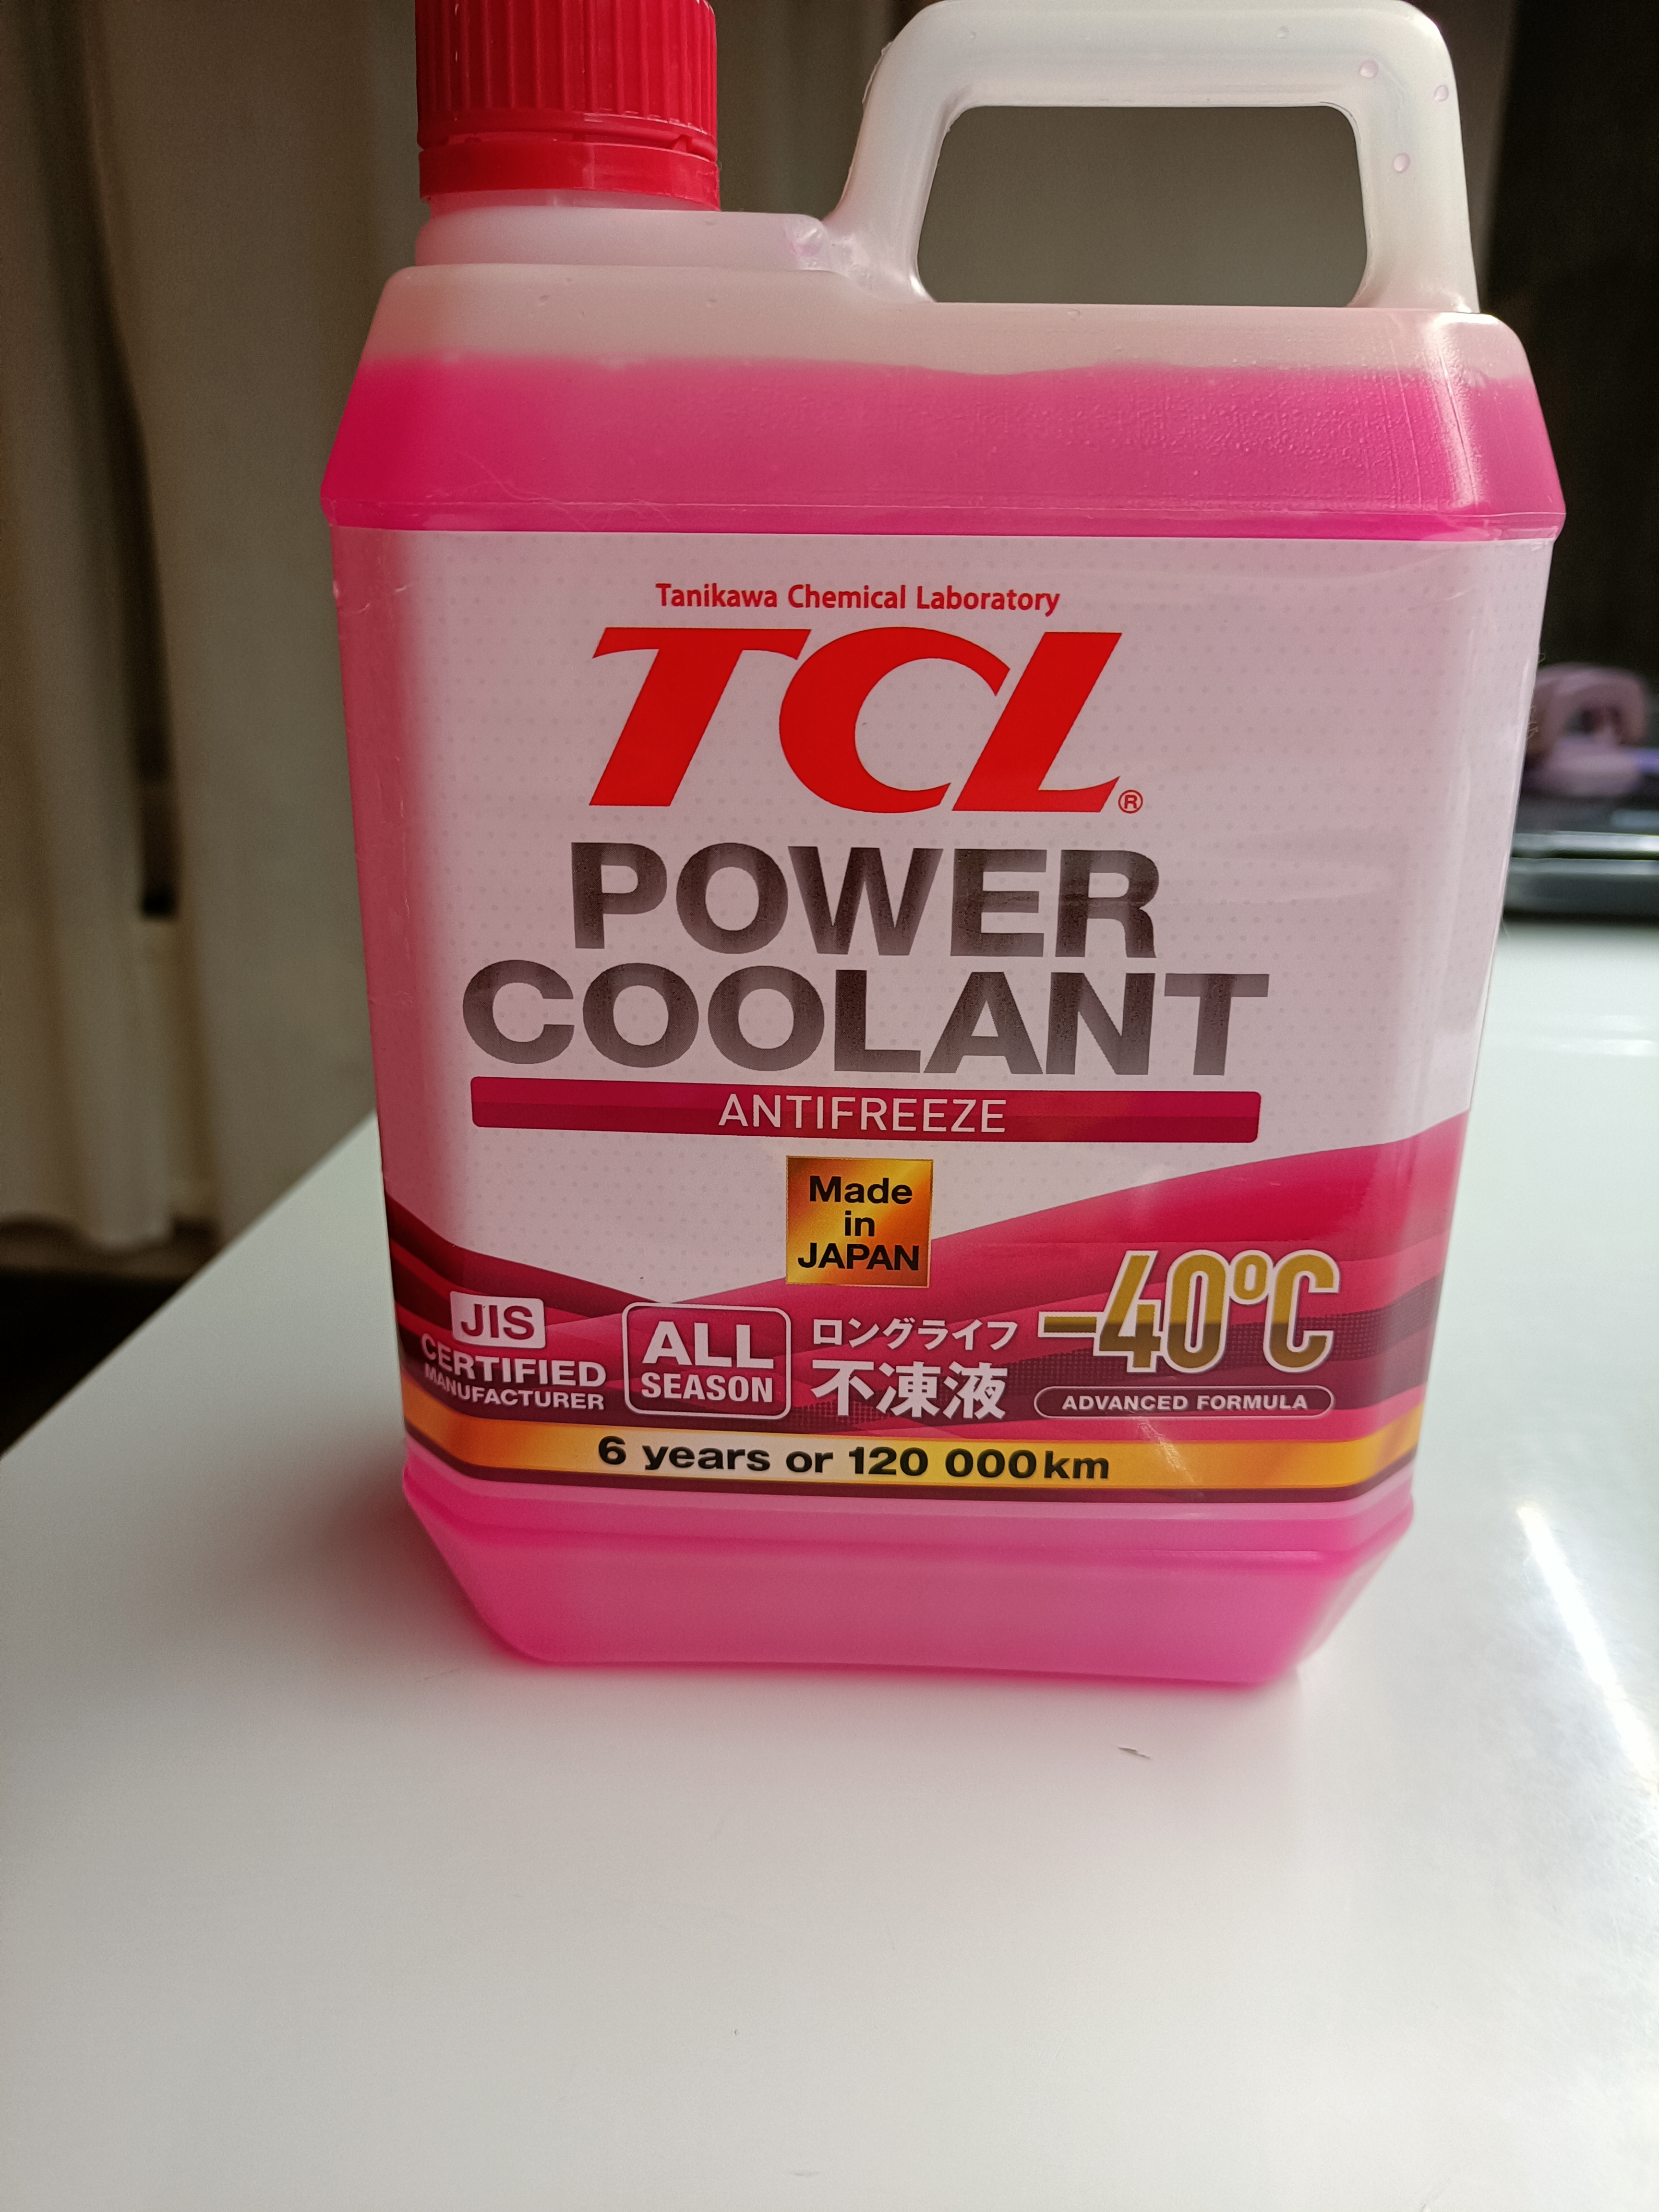 Tanikawa Chemical Laboratory
TCL®
POWER
COOLANT
ANTIFREEZE
Made
in
JAPAN
JIS
CERTIFIED
MANUFACTURER
ALL
SEASON
ロングライフ
不凍液
-40°C
ADVANCED FORMULA
6 years or 120 000km